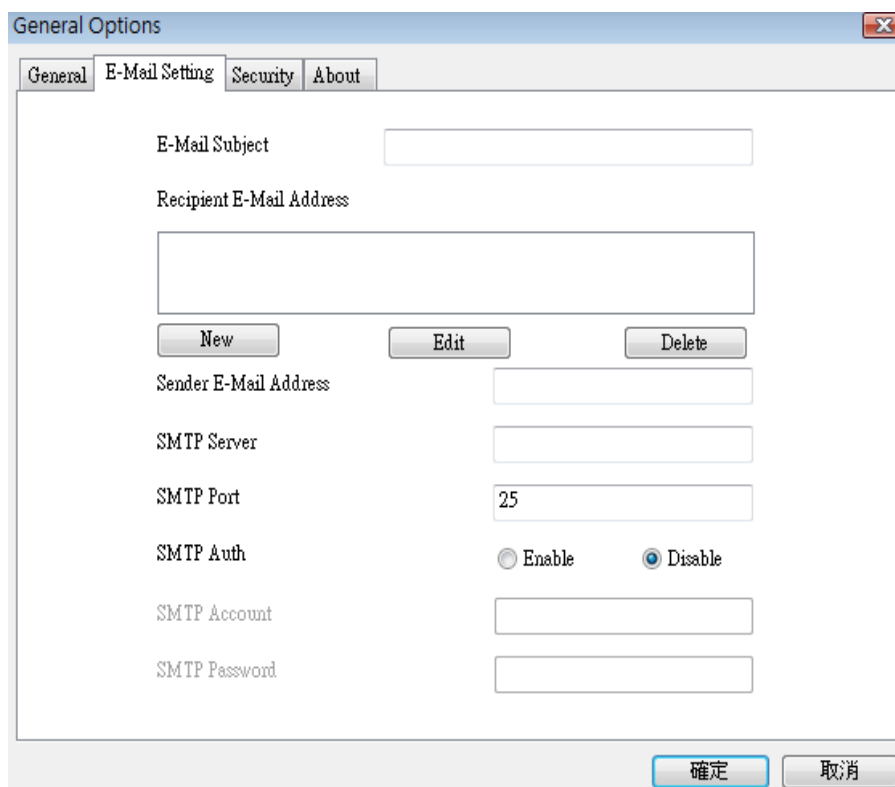 General Options
General E-Mail Setting Security About
E-Mail Subject
Recipient E-Mail Address
New Edit Delete
Sender E-Mail Address
SMTP Server
SMTP Port 25
SMTP Auth Enable Disable
SMTP Account
SMTP Password
確定 取消